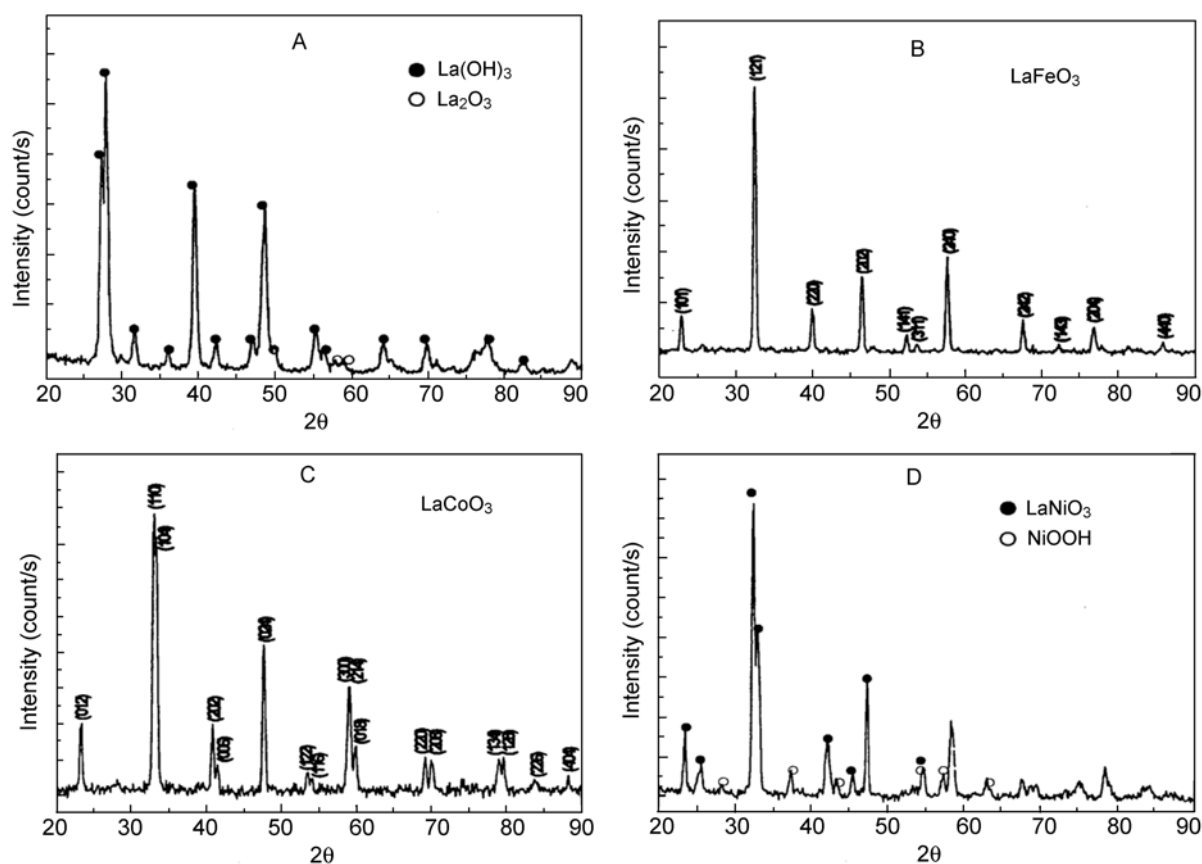 A
La(OH)₃
La₂O₃
Intensity (count/s)
20 30 40 50 60 70 80 90
2θ
B
LaFeO₃
(101)
(121)
(220)
(202)
(141)
(311)
(240)
(242)
(143)
(204)
(440)
Intensity (count/s)
20 30 40 50 60 70 80 90
2θ
C
LaCoO₃
(012)
(110)
(104)
(202)
(006)
(024)
(122)
(116)
(300)
(214)
(018)
(220)
(208)
(134)
(128)
(226)
(404)
Intensity (count/s)
20 30 40 50 60 70 80 90
2θ
D
LaNiO₃
NiOOH
Intensity (count/s)
20 30 40 50 60 70 80 90
2θ